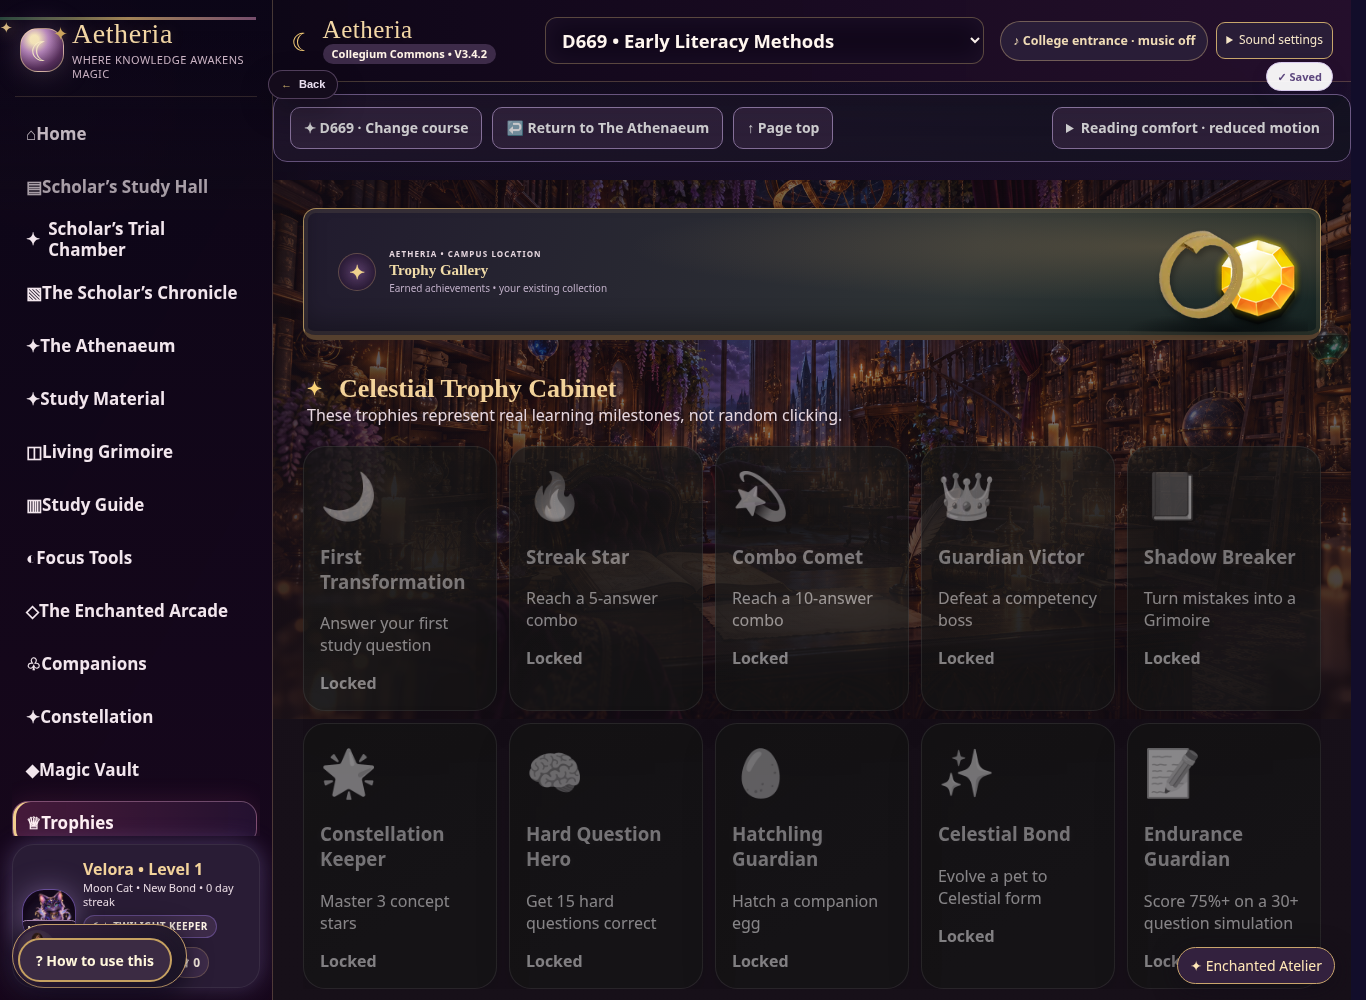 Aetheria
WHERE KNOWLEDGE AWAKENS
MAGIC
Home
Scholar’s Study Hall
Scholar’s Trial
Chamber
The Scholar’s Chronicle
The Athenaeum
Study Material
Living Grimoire
Study Guide
Focus Tools
The Enchanted Arcade
Companions
Constellation
Magic Vault
Trophies
Velora • Level 1
Moon Cat • New Bond • 0 day
streak
KEEPER
0
? How to use this
Aetheria
Collegium Commons • V3.4.2
D669 • Early Literacy Methods
♪ College entrance · music off
▶ Sound settings
✓ Saved
← Back
✦ D669 · Change course
↩️ Return to The Athenaeum
↑ Page top
▶ Reading comfort · reduced motion
AETHERIA • CAMPUS LOCATION
Trophy Gallery
Earned achievements • your existing collection
✦ Celestial Trophy Cabinet
These trophies represent real learning milestones, not random clicking.
First
Transformation
Answer your first
study question
Locked
Streak Star
Reach a 5-answer
combo
Locked
Combo Comet
Reach a 10-answer
combo
Locked
Guardian Victor
Defeat a competency
boss
Locked
Shadow Breaker
Turn mistakes into a
Grimoire
Locked
Constellation
Keeper
Master 3 concept
stars
Locked
Hard Question
Hero
Get 15 hard
questions correct
Locked
Hatchling
Guardian
Hatch a companion
egg
Locked
Celestial Bond
Evolve a pet to
Celestial form
Locked
Endurance
Guardian
Score 75%+ on a 30+
question simulation
✦ Enchanted Atelier